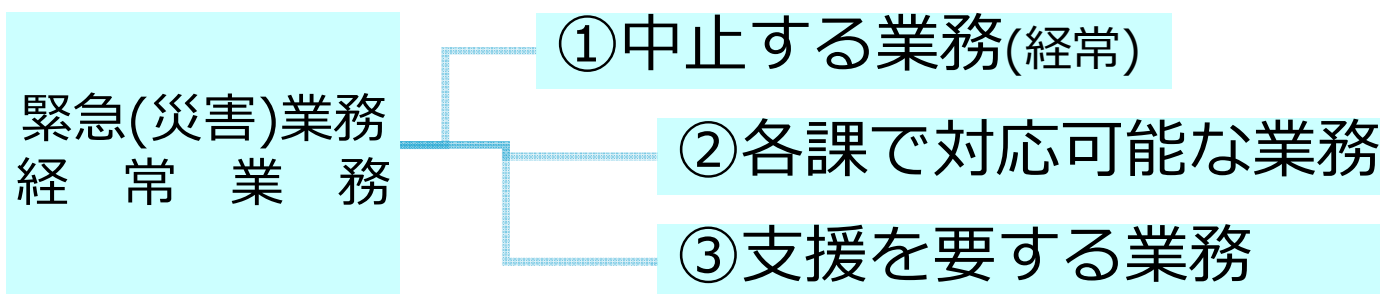 緊急(災害)業務
経　常　業　務
①中止する業務(経常)
②各課で対応可能な業務
③支援を要する業務